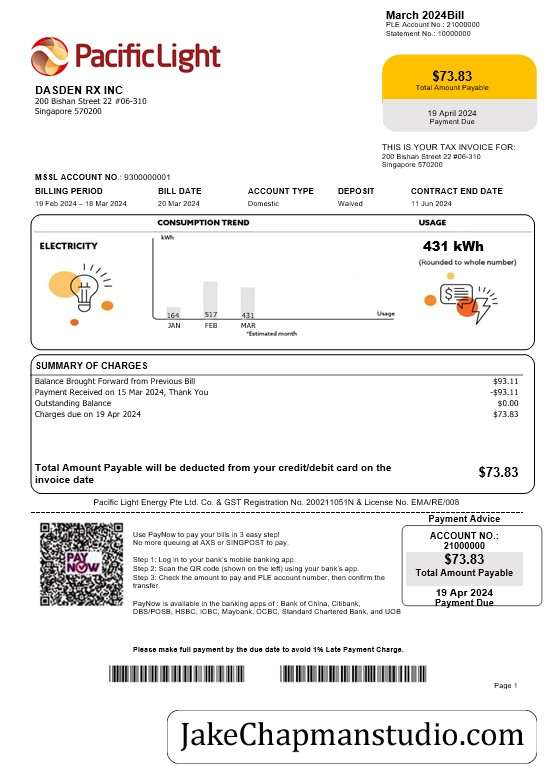 March 2024Bill
PLE Account No.: 21000000
Statement No.: 10000000
PacificLight
$73.83
Total Amount Payable
DASDEN RX INC
200 Bishan Street 22 #06-310
Singapore 570200
19 April 2024
Payment Due
THIS IS YOUR TAX INVOICE FOR:
200 Bishan Street 22 #06-310
Singapore 570200
MSSL ACCOUNT NO.: 9300000001
BILLING PERIOD BILL DATE ACCOUNT TYPE DEPOSIT CONTRACT END DATE
19 Feb 2024 – 18 Mar 2024 20 Mar 2024 Domestic Waived 11 Jun 2024
CONSUMPTION TREND USAGE
kWh
ELECTRICITY
431 kWh
(Rounded to whole number)
164 517 431 Usage
JAN FEB MAR
*Estimated month
SUMMARY OF CHARGES
Balance Brought Forward from Previous Bill $93.11
Payment Received on 15 Mar 2024, Thank You -$93.11
Outstanding Balance $0.00
Charges due on 19 Apr 2024 $73.83
Total Amount Payable will be deducted from your credit/debit card on the
invoice date
$73.83
Pacific Light Energy Pte Ltd. Co. & GST Registration No. 200211051N & License No. EMA/RE/008
Payment Advice
PAY
NOW
Use PayNow to pay your bills in 3 easy step!
No more queuing at AXS or SINGPOST to pay.
Step 1: Log in to your bank's mobile banking app.
Step 2: Scan the QR code (shown on the left) using your bank's app.
Step 3: Check the amount to pay and PLE account number, then confirm the
transfer.
PayNow is available in the banking apps of : Bank of China, Citibank,
DBS/POSB, HSBC, ICBC, Maybank, OCBC, Standard Chartered Bank, and UOB
ACCOUNT NO.:
21000000
$73.83
Total Amount Payable
19 Apr 2024
Payment Due
Please make full payment by the due date to avoid 1% Late Payment Charge.
Page 1
JakeChapmanstudio.com